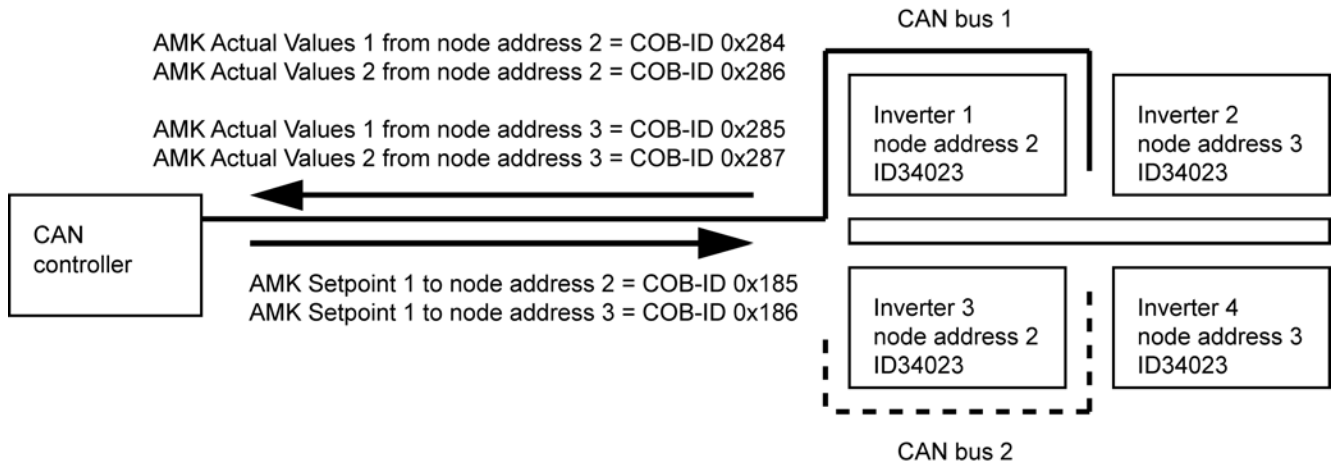 CAN bus 1
AMK Actual Values 1 from node address 2 = COB-ID 0x284
AMK Actual Values 2 from node address 2 = COB-ID 0x286
AMK Actual Values 1 from node address 3 = COB-ID 0x285
AMK Actual Values 2 from node address 3 = COB-ID 0x287
Inverter 1
node address 2
ID34023
Inverter 2
node address 3
ID34023
CAN
controller
AMK Setpoint 1 to node address 2 = COB-ID 0x185
AMK Setpoint 1 to node address 3 = COB-ID 0x186
Inverter 3
node address 2
ID34023
Inverter 4
node address 3
ID34023
CAN bus 2